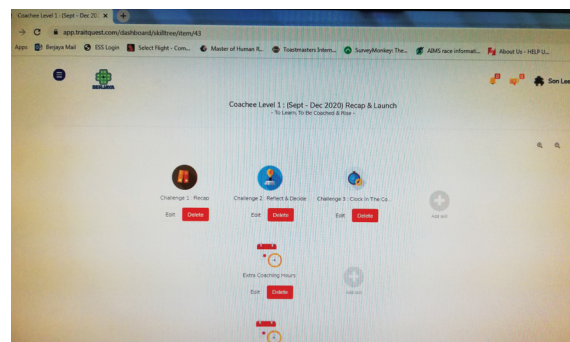 Coachee Level 1 : (Sept - Dec 20
app.traitquest.com/dashboard/skilltree/item/43
Apps Berjaya Mail ESS Login Select Flight - Com... Master of Human R... Toastmasters Intern... SurveyMonkey: The... AIMS race informati... About Us - HELP U...
BERJAYA
Son Lee
Coachee Level 1 : (Sept - Dec 2020) Recap & Launch
- To Learn, To Be Coached & Rise -
Challenge 1 : Recap Challenge 2 : Reflect & Decide Challenge 3 : Clock In The Co...
Edit Delete Edit Delete Edit Delete Add skill
Extra Coaching Hours
Edit Delete Add skill